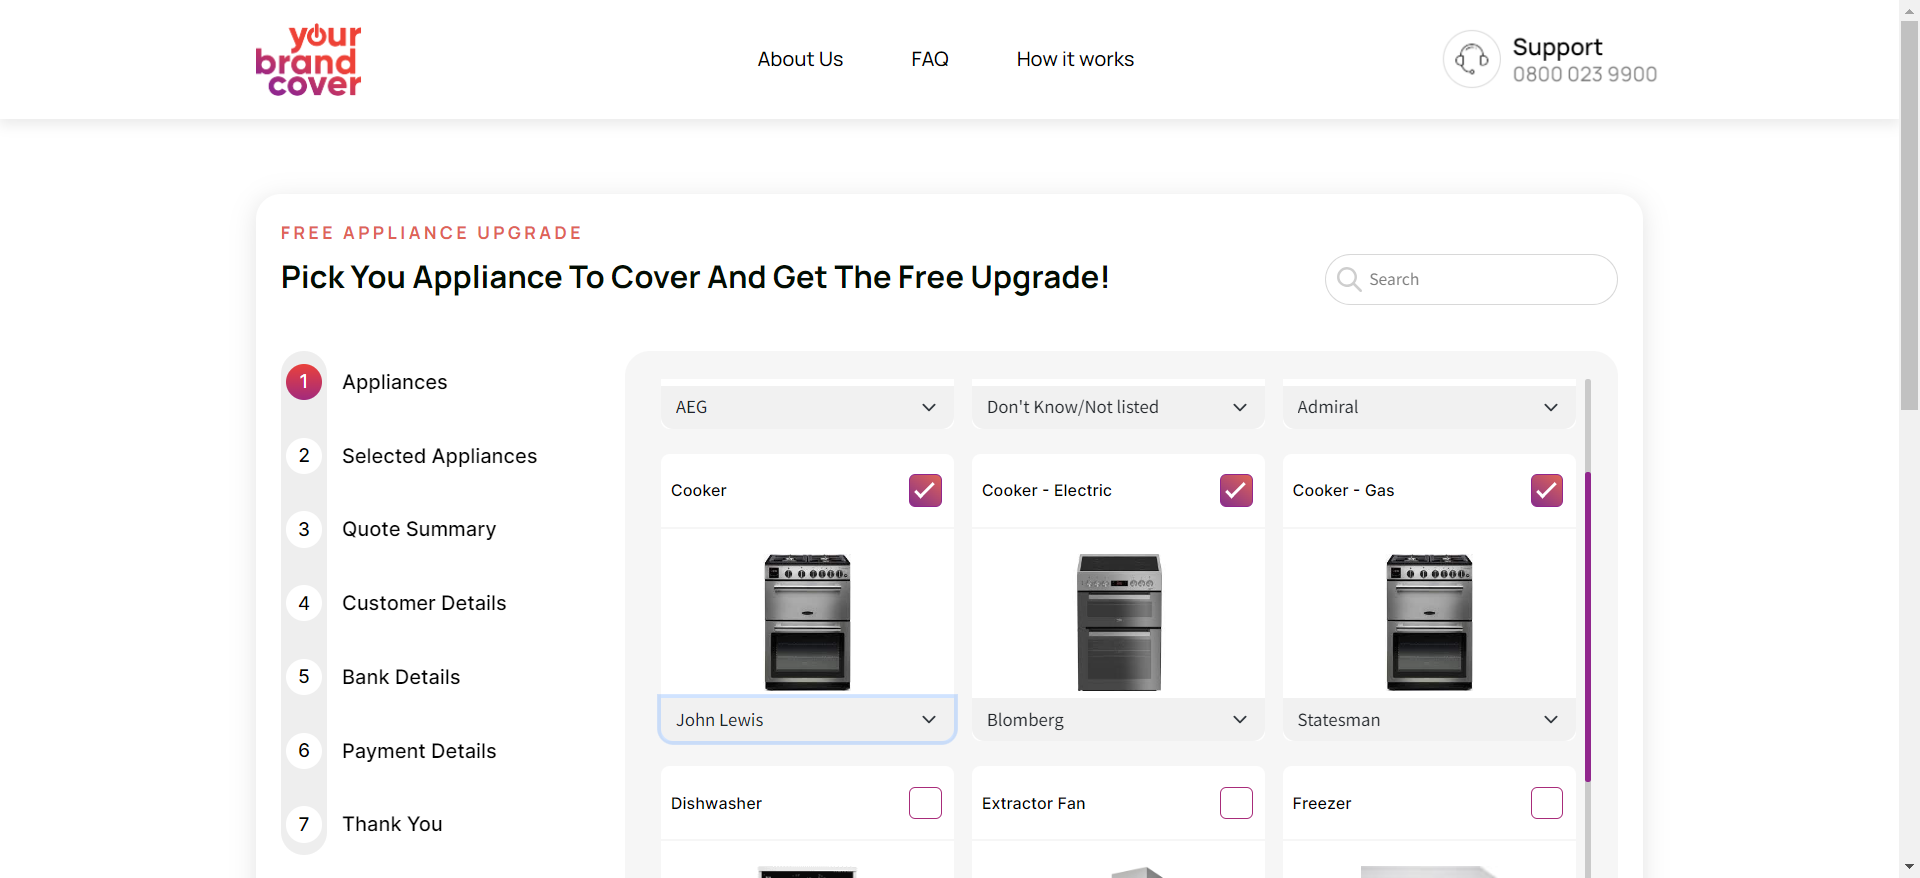 your
brand
cover
About Us
FAQ
How it works
Support
0800 023 9900
FREE APPLIANCE UPGRADE
Pick You Appliance To Cover And Get The Free Upgrade!
Search
1 Appliances
2 Selected Appliances
3 Quote Summary
4 Customer Details
5 Bank Details
6 Payment Details
7 Thank You
AEG
Don't Know/Not listed
Admiral
Cooker
Cooker - Electric
Cooker - Gas
John Lewis
Blomberg
Statesman
Dishwasher
Extractor Fan
Freezer